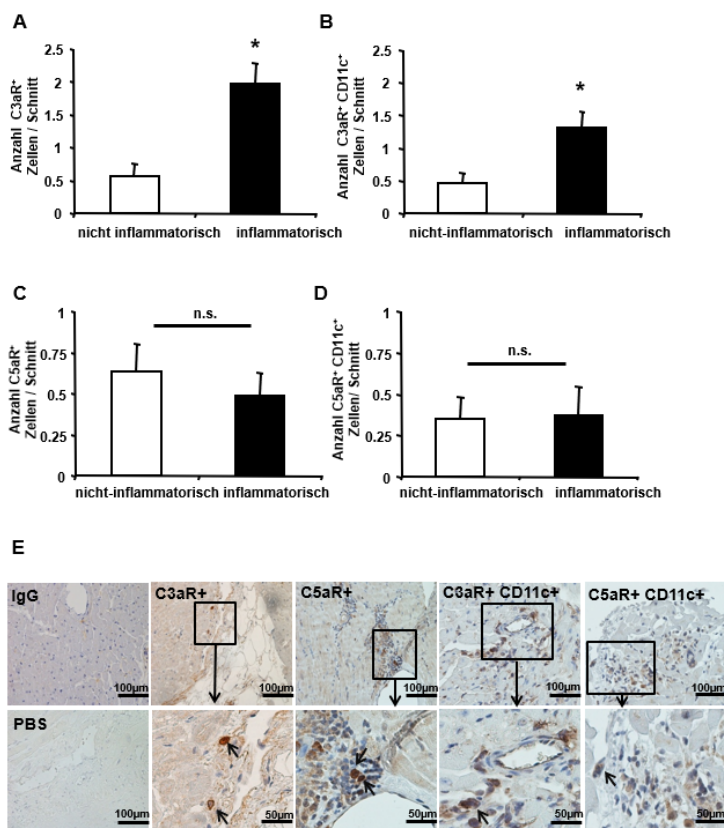 A
Anzahl C3aR+
Zellen / Schnitt
2.5
2
1.5
1
0.5
0
*
nicht inflammatorisch
inflammatorisch
B
Anzahl C3aR+ CD11c+
Zellen / Schnitt
2.5
2
1.5
1
0.5
0
*
nicht-inflammatorisch
inflammatorisch
C
Anzahl C5aR+
Zellen / Schnitt
1
0.75
0.5
0.25
0
n.s.
nicht-inflammatorisch
inflammatorisch
D
Anzahl C5aR+ CD11c+
Zellen/ Schnitt
1
0.75
0.5
0.25
0
n.s.
nicht-inflammatorisch
inflammatorisch
E
IgG
100µm
C3aR+
100µm
C5aR+
100µm
C3aR+ CD11c+
100µm
C5aR+ CD11c+
100µm
PBS
100µm
50µm
50µm
50µm
50µm